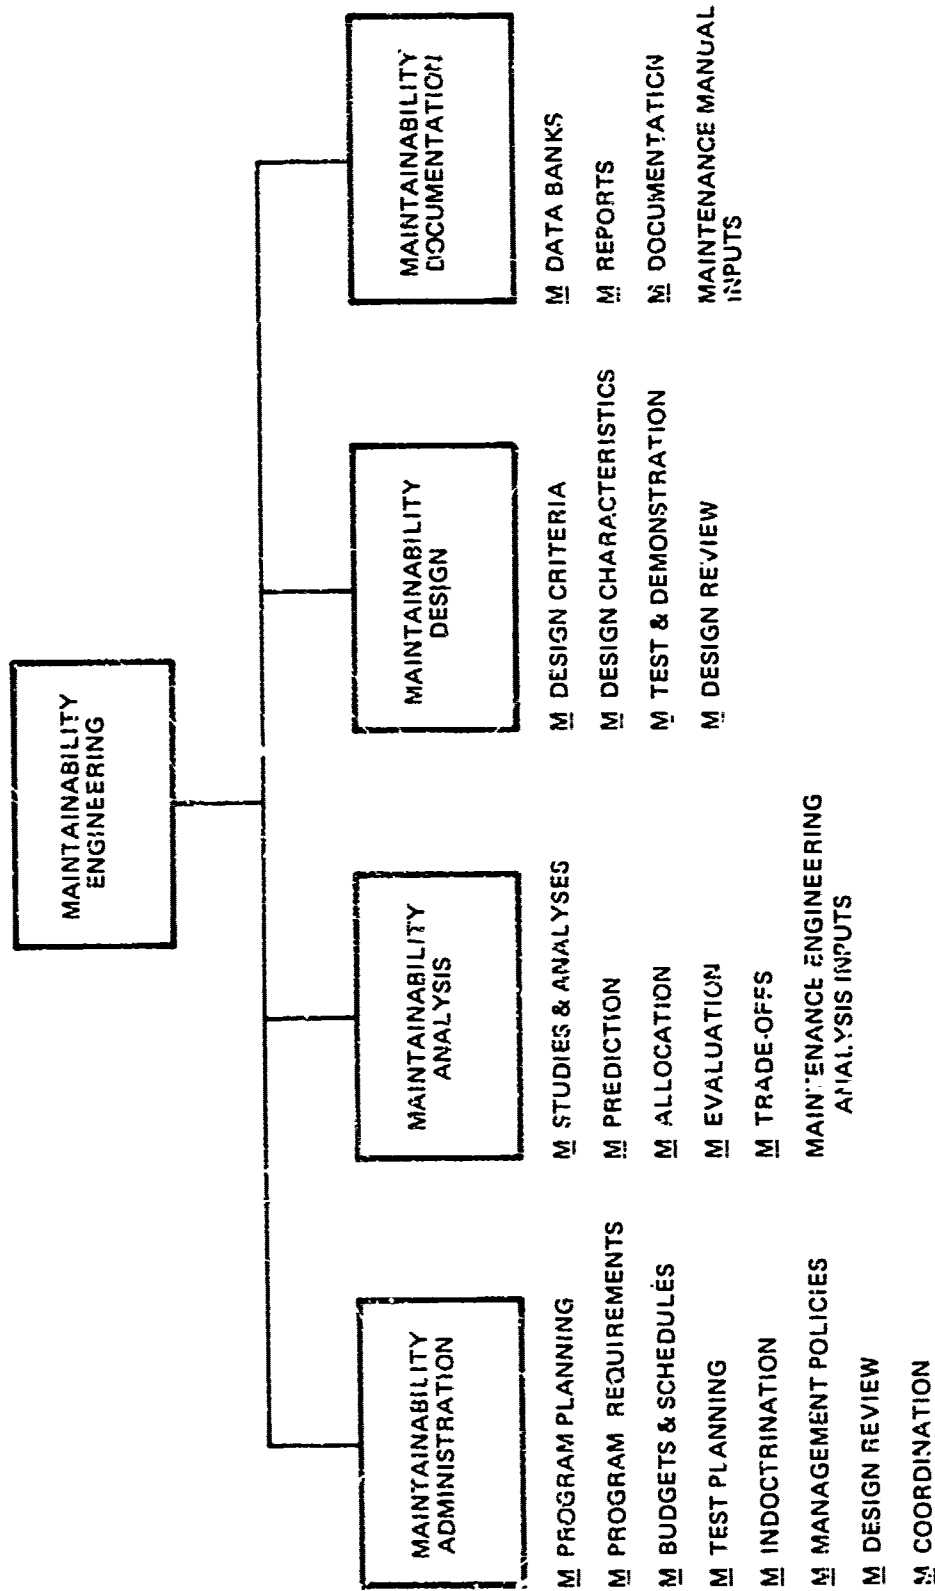 MAINTAINABILITY
ENGINEERING
MAINTAINABILITY
ADMINISTRATION
M PROGRAM PLANNING
M PROGRAM REQUIREMENTS
M BUDGETS & SCHEDULES
M TEST PLANNING
M INDOCTRINATION
M MANAGEMENT POLICIES
M DESIGN REVIEW
M COORDINATION
MAINTAINABILITY
ANALYSIS
M STUDIES & ANALYSES
M PREDICTION
M ALLOCATION
M EVALUATION
M TRADE-OFFS
MAINTENANCE ENGINEERING
ANALYSIS INPUTS
MAINTAINABILITY
DESIGN
M DESIGN CRITERIA
M DESIGN CHARACTERISTICS
M TEST & DEMONSTRATION
M DESIGN REVIEW
MAINTAINABILITY
DOCUMENTATION
M DATA BANKS
M REPORTS
M DOCUMENTATION
MAINTENANCE MANUAL
INPUTS